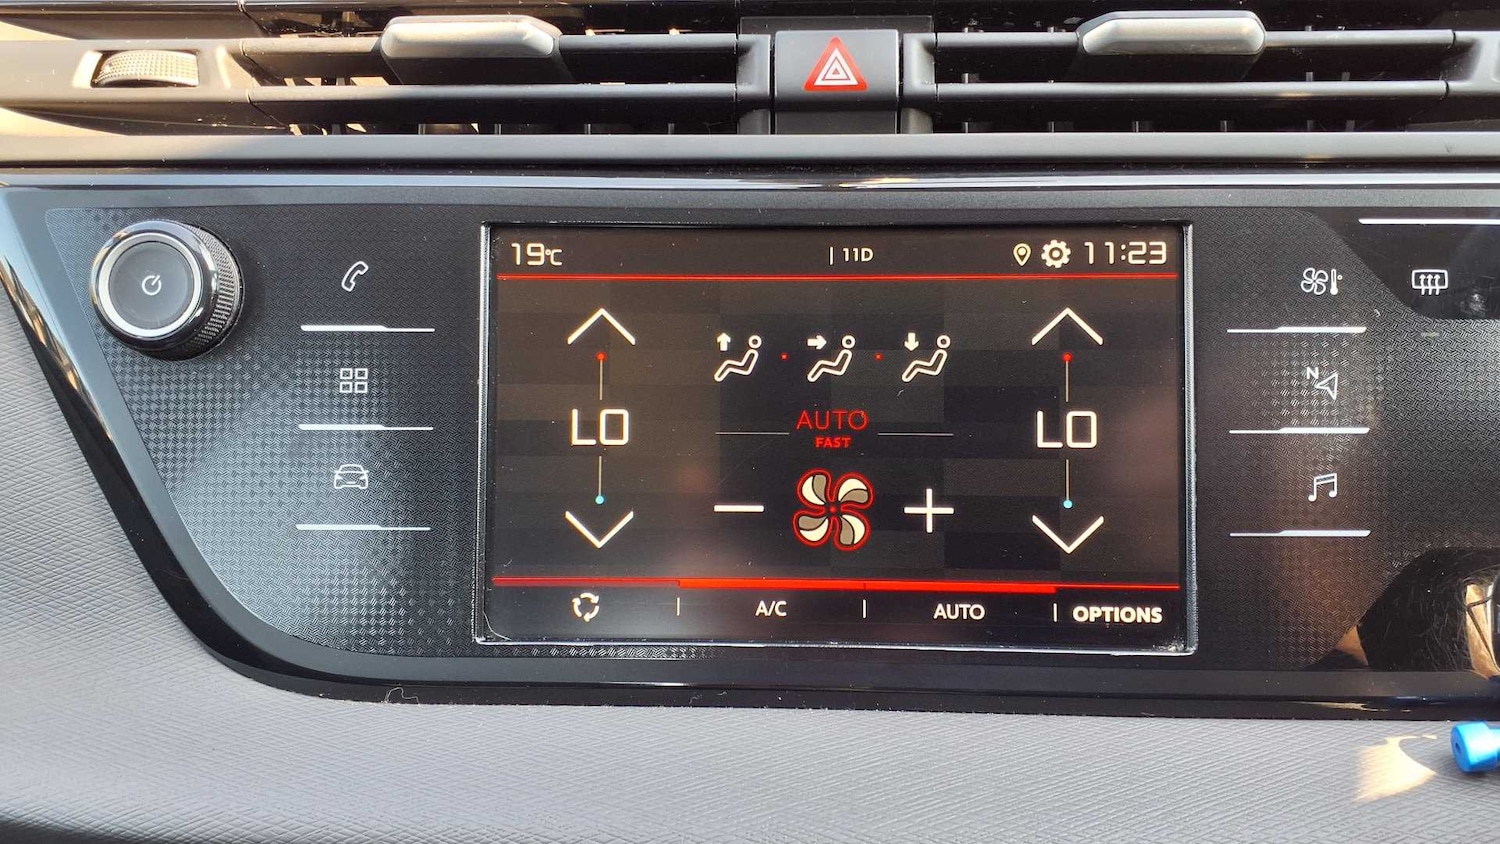 19°C
| 11D
11:23
LO
AUTO
FAST
LO
A/C
AUTO
OPTIONS
N